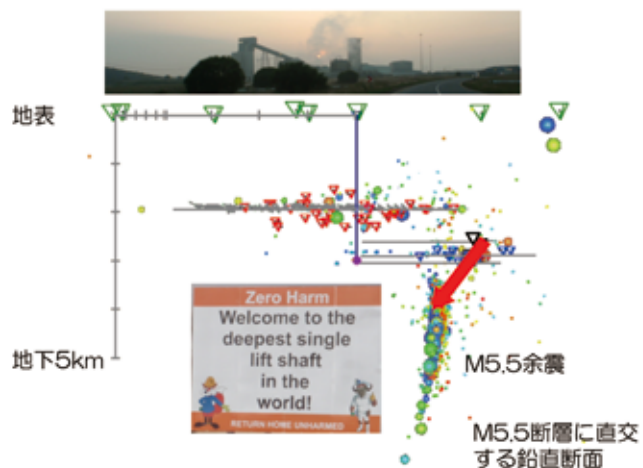 地表
Zero Harm
Welcome to the
deepest single
lift shaft
in the
world!
RETURN HOME UNHARMED
地下5km
M5,5余震
M5.5断層に直交
する鉛直断面